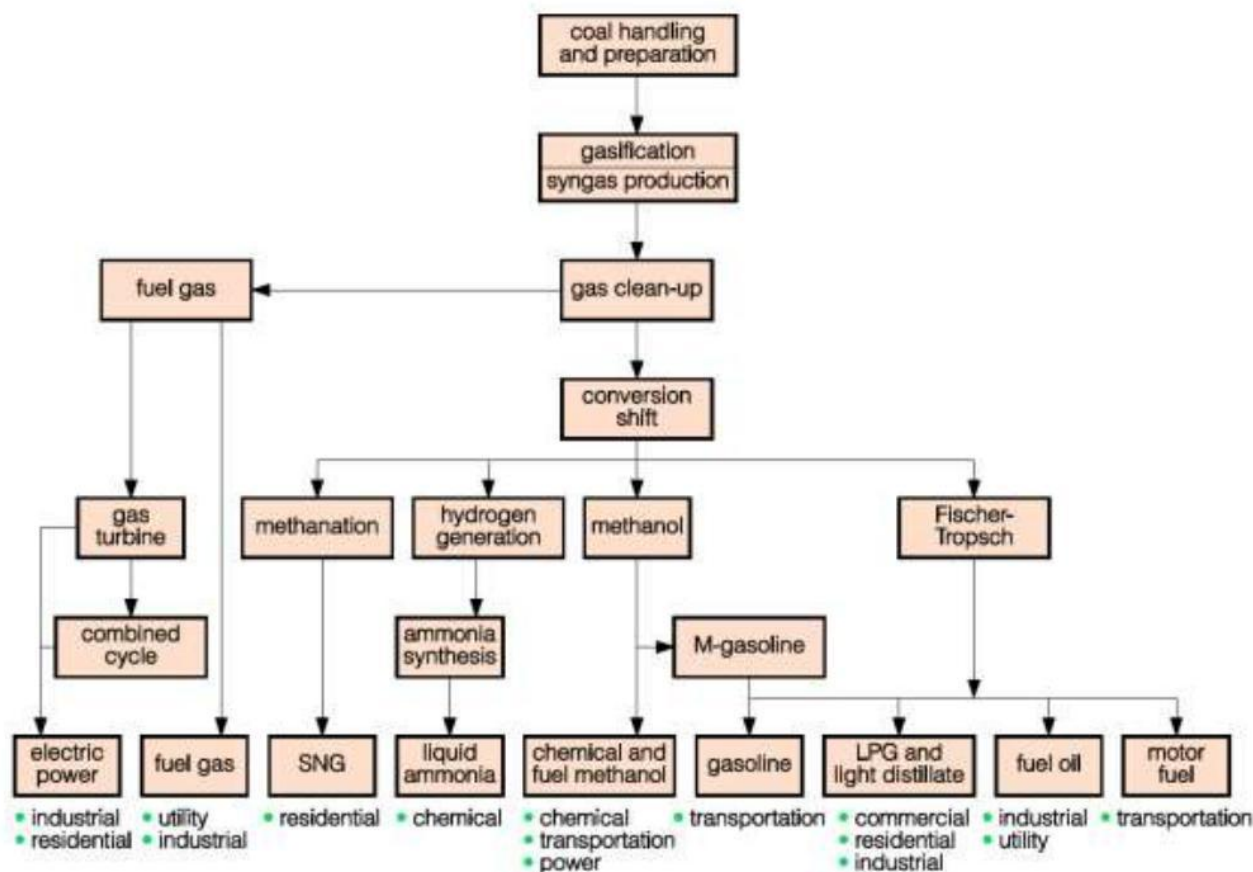 coal handling
and preparation
gasification
syngas production
fuel gas
gas clean-up
conversion
shift
gas
turbine
methanation
hydrogen
generation
methanol
Fischer-
Tropsch
combined
cycle
ammonia
synthesis
M-gasoline
electric
power
fuel gas
SNG
liquid
ammonia
chemical and
fuel methanol
gasoline
LPG and
light distillate
fuel oil
motor
fuel
• industrial
• residential
• utility
• industrial
• residential
• chemical
• chemical
• transportation
• power
• transportation
• commercial
• residential
• industrial
• industrial
• utility
• transportation